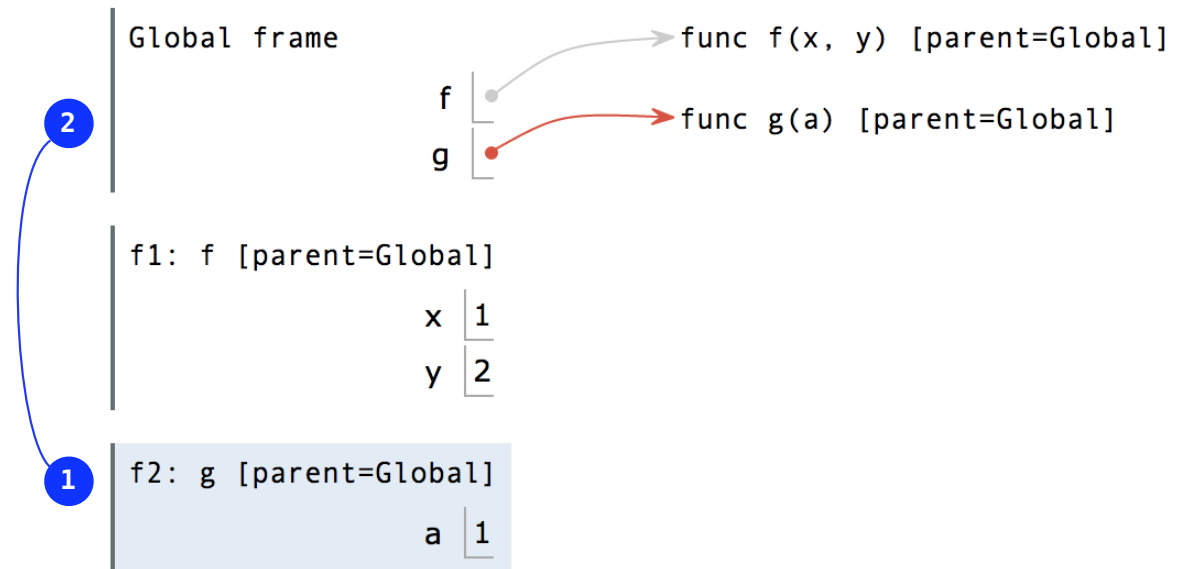 Global frame
func f(x, y) [parent=Global]
f
2
func g(a) [parent=Global]
g
f1: f [parent=Global]
x 1
y 2
1
f2: g [parent=Global]
a 1